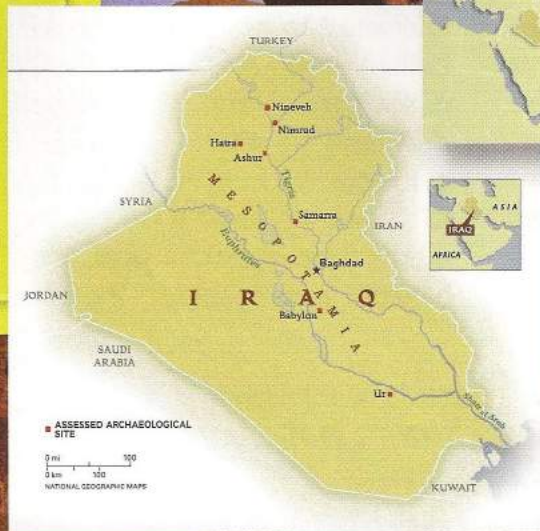 TURKEY
Nineveh
Nimrud
Hatra
Ashur
Tigris
MESOPOTAMIA
SYRIA
Samarra
IRAN
Euphrates
ASIA
IRAQ
AFRICA
Baghdad
JORDAN
IRAQ
Babylon
SAUDI
ARABIA
Ur
Shatt al Arab
ASSESSED ARCHAEOLOGICAL
SITE
0 mi 100
0 km 100
NATIONAL GEOGRAPHIC MAPS
KUWAIT